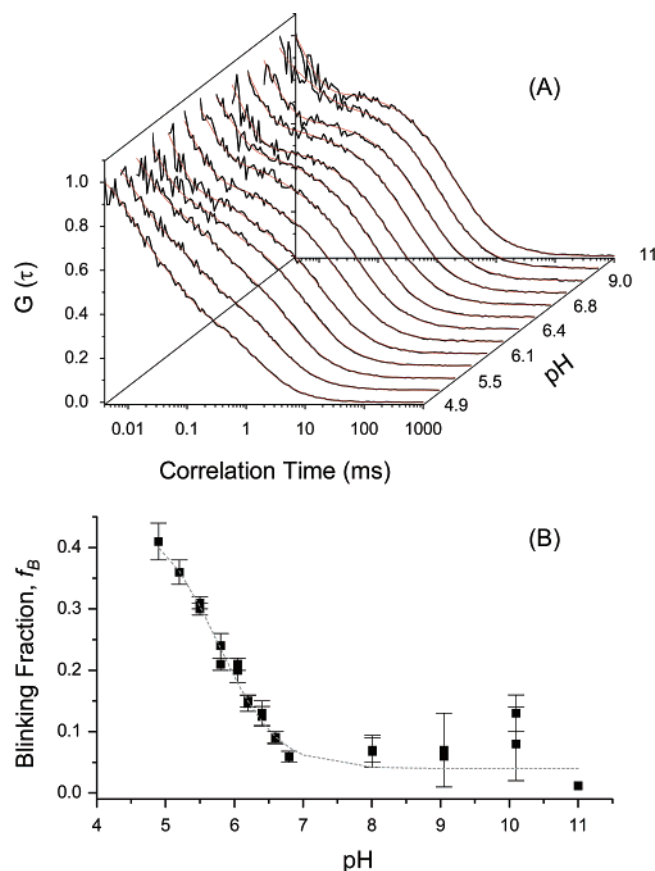 (A)
1.0
0.8
0.6
0.4
0.2
0.0
G (τ)
0.01 0.1 1 10 100 1000
Correlation Time (ms)
4.9
5.5
6.1
6.4
6.8
9.0
11
pH
(B)
0.4
0.3
0.2
0.1
0.0
Blinking Fraction, f_B
4 5 6 7 8 9 10 11
pH